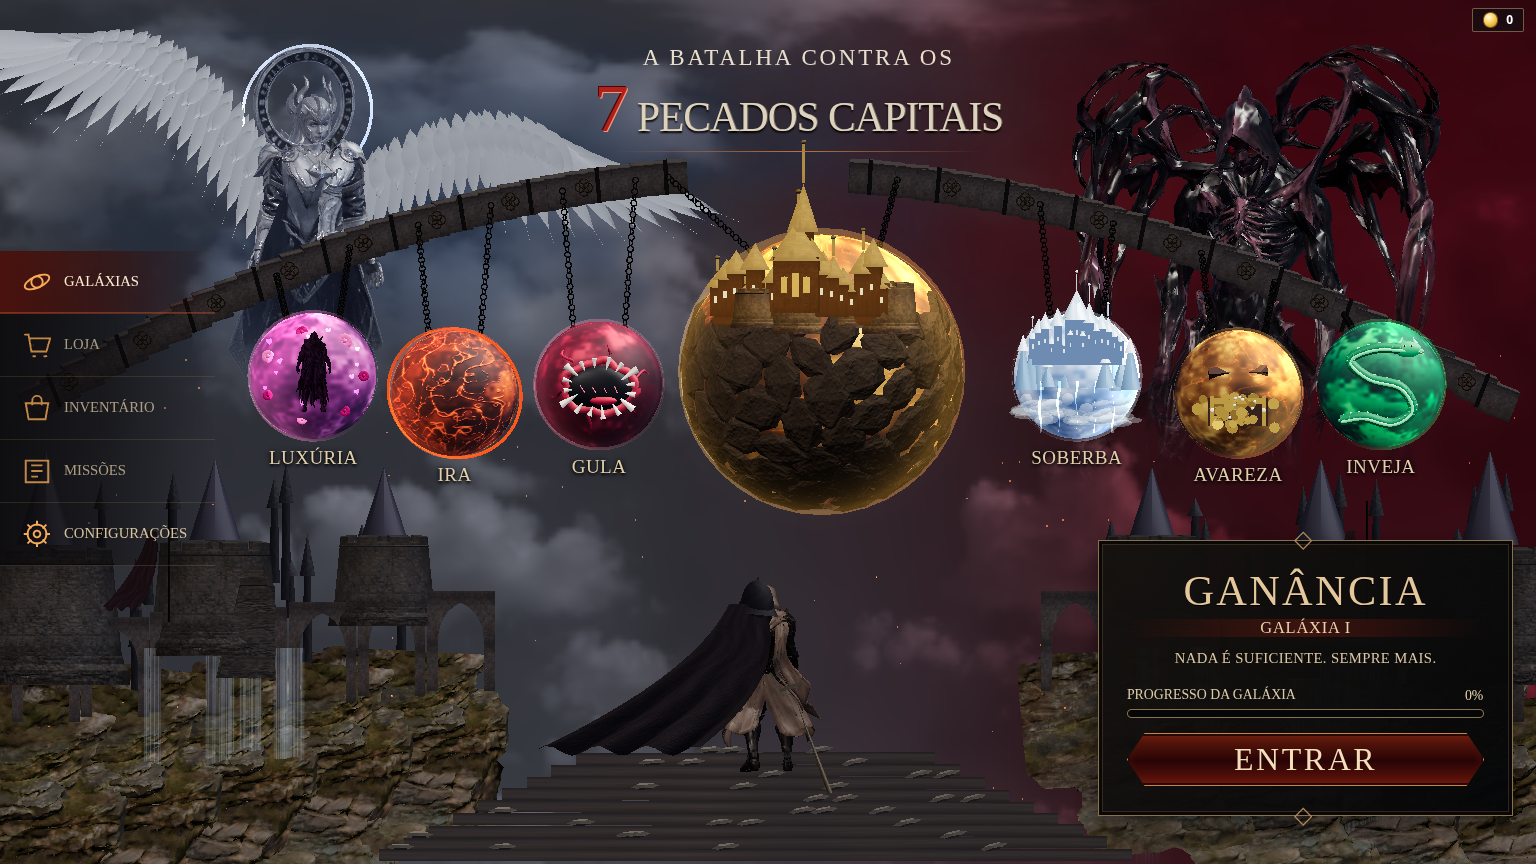 0
A BATALHA CONTRA OS
7 PECADOS CAPITAIS
GALÁXIAS
LOJA
INVENTÁRIO
MISSÕES
CONFIGURAÇÕES
LUXÚRIA
IRA
GULA
SOBERBA
AVAREZA
INVEJA
GANÂNCIA
GALÁXIA I
NADA É SUFICIENTE. SEMPRE MAIS.
PROGRESSO DA GALÁXIA 0%
ENTRAR